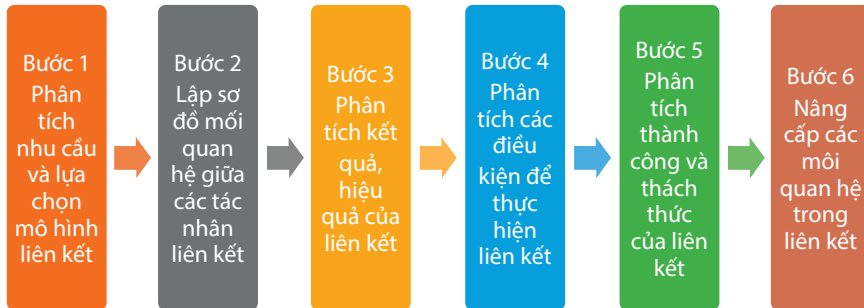 Bước 1
Phân
tích
nhu cầu
và lựa
chọn
mô hình
liên kết
Bước 2
Lập sơ
đồ mối
quan
hệ giữa
các tác
nhân
liên kết
Bước 3
Phân
tích kết
quả,
hiệu
quả của
liên kết
Bước 4
Phân
tích các
điều
kiện để
thực
hiện
liên kết
Bước 5
Phân
tích
thành
công và
thách
thức
của liên
kết
Bước 6
Nâng
cấp các
môi
quan hệ
trong
liên kết